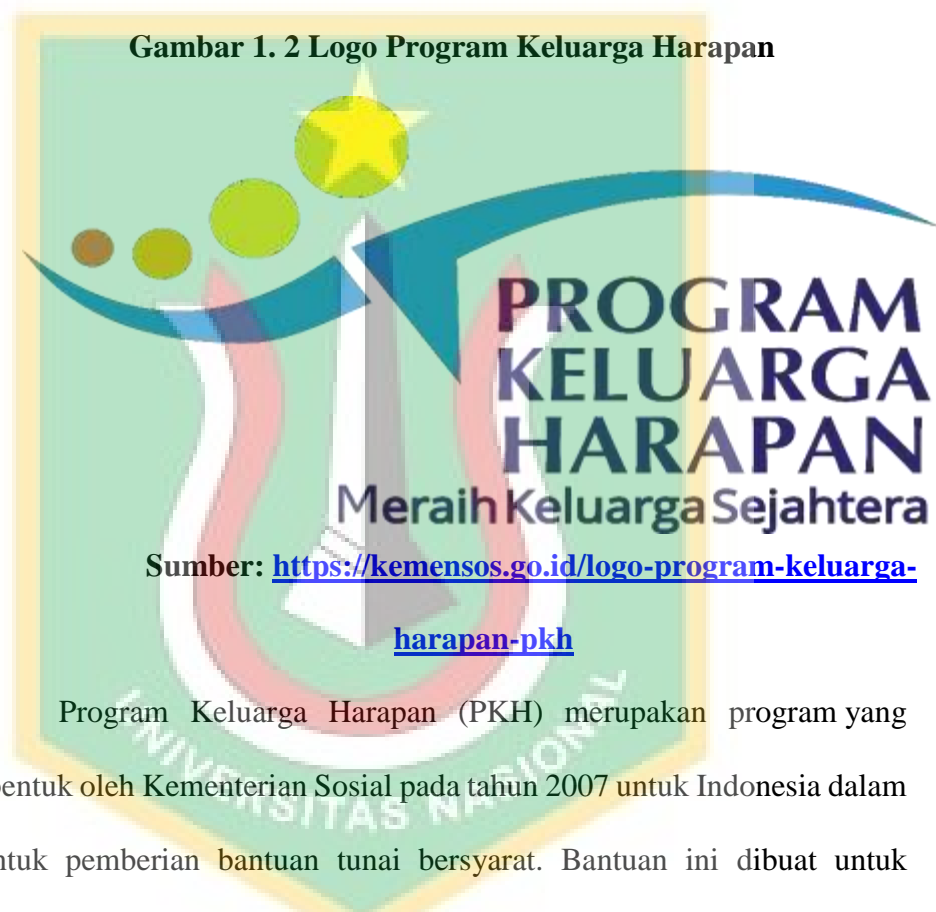 Gambar 1. 2 Logo Program Keluarga Harapan
PROGRAM
KELUARGA
HARAPAN
Meraih Keluarga Sejahtera
Sumber: https://kemensos.go.id/logo-program-keluarga-
harapan-pkh
Program Keluarga Harapan (PKH) merupakan program yang
bentuk oleh Kementerian Sosial pada tahun 2007 untuk Indonesia dalam
ntuk pemberian bantuan tunai bersyarat. Bantuan ini dibuat untuk
UNIVERSITAS NASIONAL